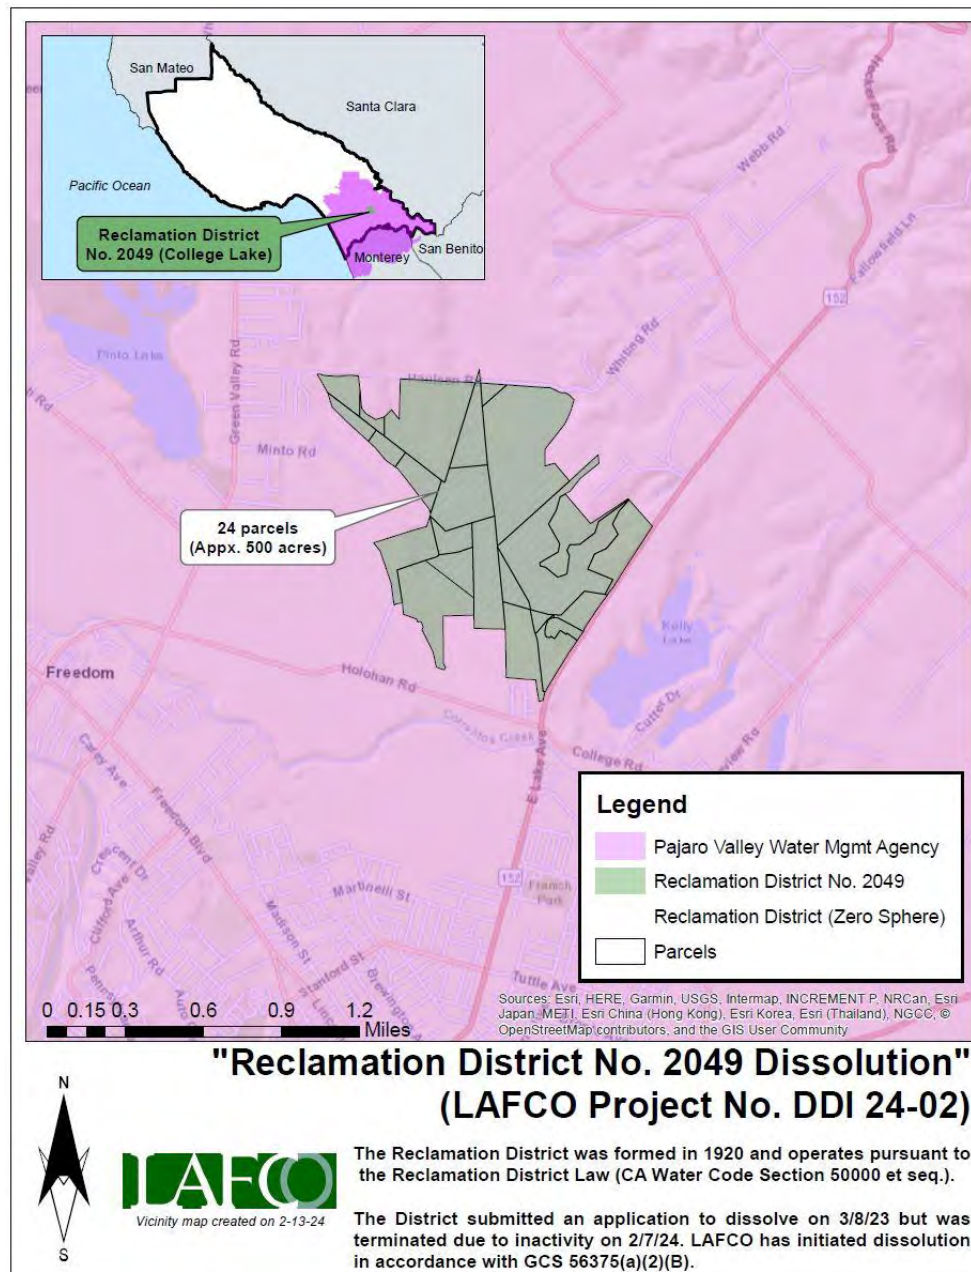 San Mateo
Santa Clara
Pacific Ocean
Reclamation District
No. 2049 (College Lake)
Monterey
San Benito
Hecker Pass Rd
Webb Rd
Fallowfield Ln
152
Whiting Rd
Pinto Lake
Green Valley Rd
Minto Rd
24 parcels
(Appx. 500 acres)
Kelly
Lake
Freedom
Holohan Rd
Corralitos Creek
Cutter Dr
College Rd
E Lake Ave
Carey Ave
Freedom Blvd
Valley Rd
Crescent Dr
Clifford Ave
Arthur Rd
Madison St
Martinelli St
Stanford St
152
Franch
Park
Tuttle Ave
Legend
Pajaro Valley Water Mgmt Agency
Reclamation District No. 2049
Reclamation District (Zero Sphere)
Parcels
0 0.15 0.3 0.6 0.9 1.2
Miles
Sources: Esri, HERE, Garmin, USGS, Intermap, INCREMENT P, NRCan, Esri
Japan, METI, Esri China (Hong Kong), Esri Korea, Esri (Thailand), NGCC, ©
OpenStreetMap contributors, and the GIS User Community
"Reclamation District No. 2049 Dissolution"
(LAFCO Project No. DDI 24-02)
N
S
LAFCO
Vicinity map created on 2-13-24
The Reclamation District was formed in 1920 and operates pursuant to
the Reclamation District Law (CA Water Code Section 50000 et seq.).
The District submitted an application to dissolve on 3/8/23 but was
terminated due to inactivity on 2/7/24. LAFCO has initiated dissolution
in accordance with GCS 56375(a)(2)(B).